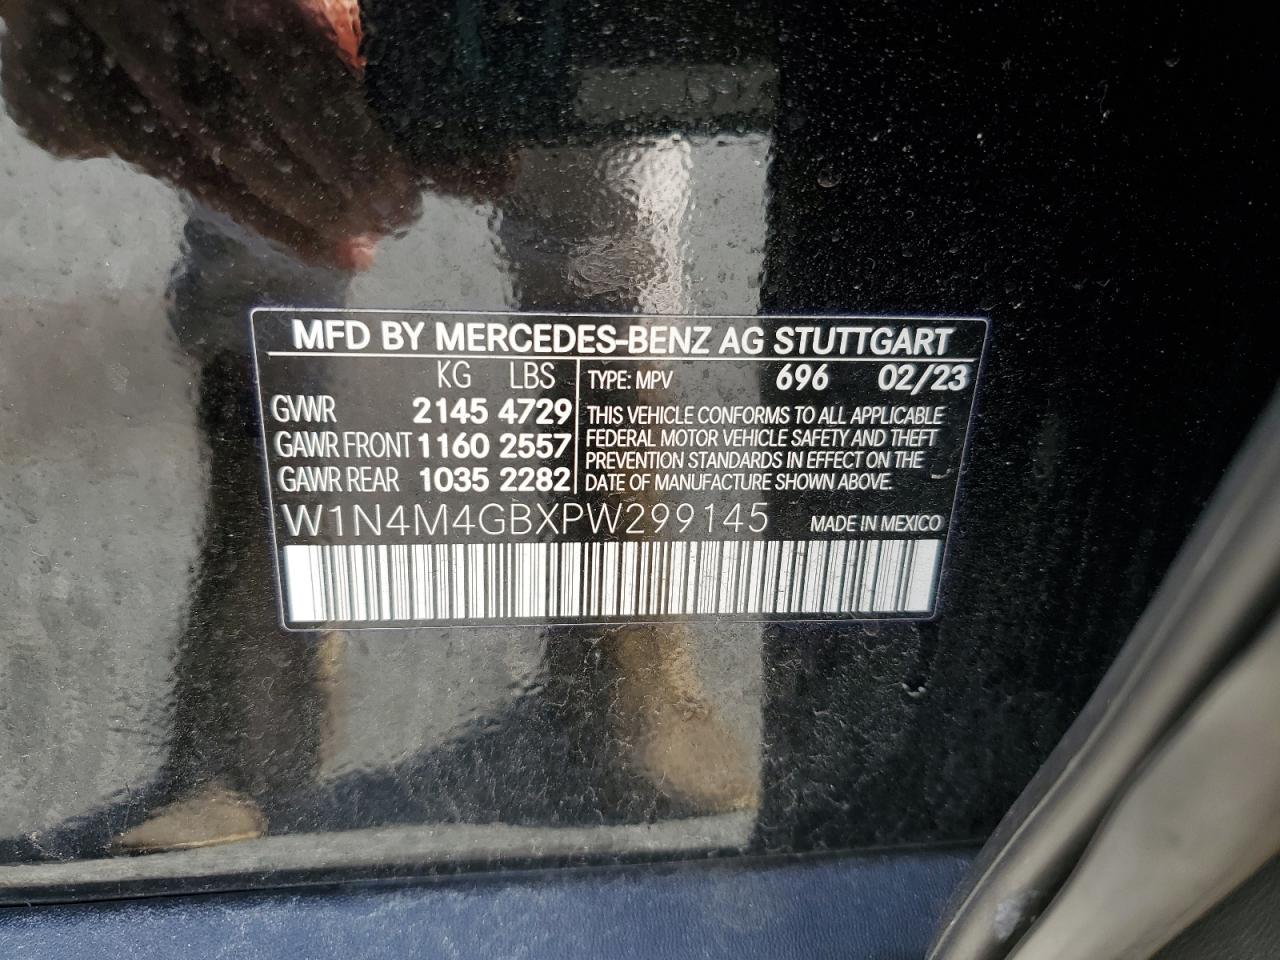 MFD BY MERCEDES-BENZ AG STUTTGART
KG LBS
GVWR 2145 4729
GAWR FRONT 1160 2557
GAWR REAR 1035 2282
TYPE: MPV 696 02/23
THIS VEHICLE CONFORMS TO ALL APPLICABLE
FEDERAL MOTOR VEHICLE SAFETY AND THEFT
PREVENTION STANDARDS IN EFFECT ON THE
DATE OF MANUFACTURE SHOWN ABOVE.
W1N4M4GBXPW299145 MADE IN MEXICO